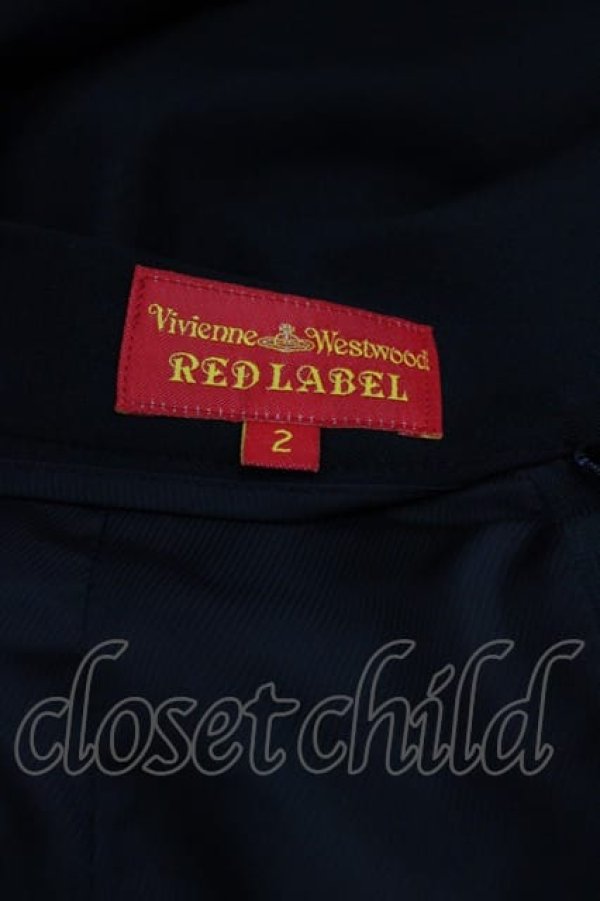 Vivienne Westwood
RED LABEL
2
closetchild